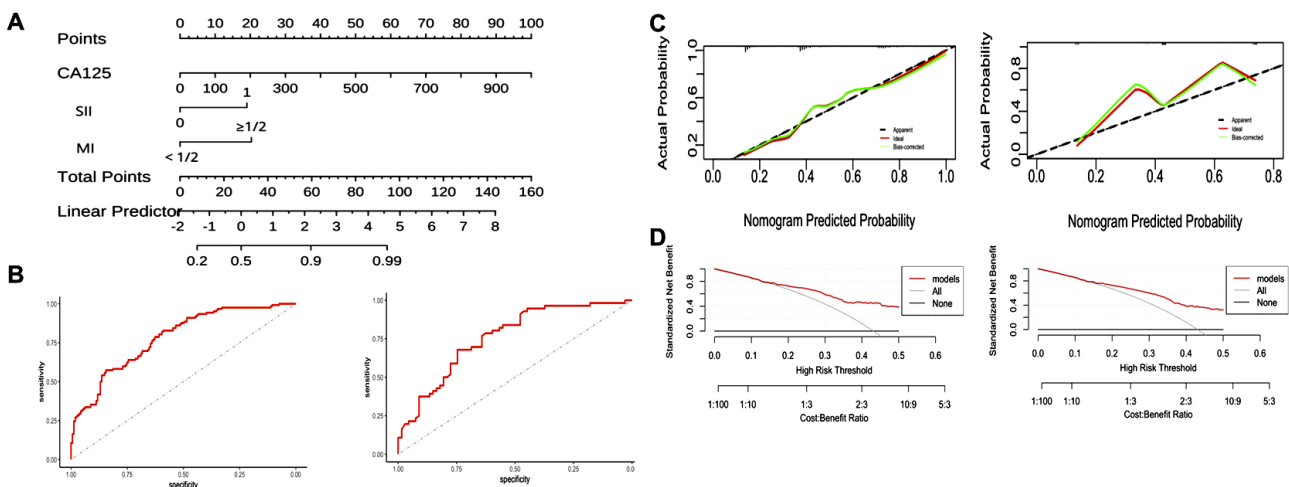 A
Points
0 10 20 30 40 50 60 70 80 90 100
CA125
0 100 300 400 500 600 700 900
SII
0 1
MI
< 1/2 ≥1/2
Total Points
0 20 40 60 80 100 120 140 160
Linear Predictor
-2 -1 0 1 2 3 4 5 6 7 8
0.2 0.5 0.9 0.99
B
sensitivity
1.00
0.75
0.50
0.25
0.00
1.00 0.75 0.50 0.25 0.00
specificity
sensitivity
1.00
0.75
0.50
0.25
0.00
1.00 0.75 0.50 0.25 0.00
specificity
C
Actual Probability
1.0
0.6
0.2
Apparent
Ideal
Bias-corrected
0.0 0.2 0.4 0.6 0.8 1.0
Nomogram Predicted Probability
Actual Probability
0.8
0.4
0.0
Apparent
Ideal
Bias-corrected
0.0 0.2 0.4 0.6 0.8
Nomogram Predicted Probability
D
Standardized Net Benefit
0.8
0.4
0.0
models
All
None
0.0 0.1 0.2 0.3 0.4 0.5 0.6
High Risk Threshold
1:100 1:10 1:3 2:3 10:9 5:3
Cost:Benefit Ratio
Standardized Net Benefit
0.8
0.4
0.0
models
All
None
0.0 0.1 0.2 0.3 0.4 0.5 0.6
High Risk Threshold
1:100 1:10 1:3 2:3 10:9 5:3
Cost:Benefit Ratio